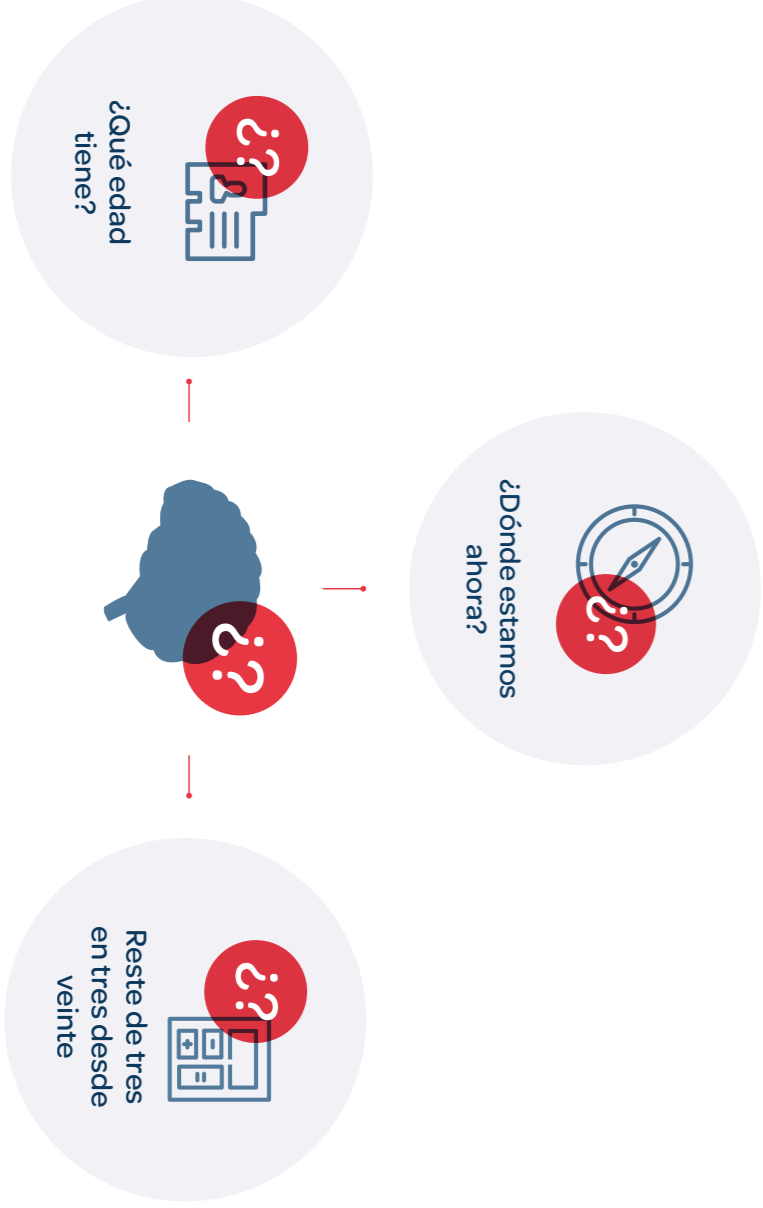 ¿?
¿Qué edad
tiene?
¿?
¿Dónde estamos
ahora?
¿?
¿?
Reste de tres
en tres desde
veinte